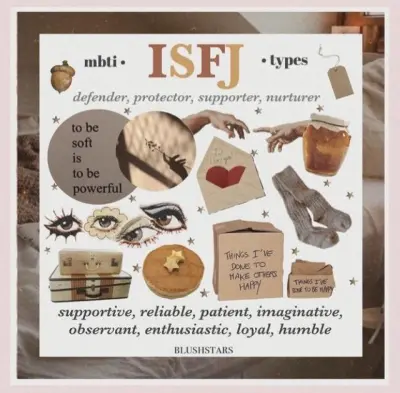 mbti • ISFJ • types
defender, protector, supporter, nurturer
to be
soft
is
to be
powerful
THINGS I'VE
DONE TO
MAKE OTHERS
HAPPY
THINGS I'VE
DONE TO BE HAPPY
supportive, reliable, patient, imaginative,
observant, enthusiastic, loyal, humble
BLUSHSTARS